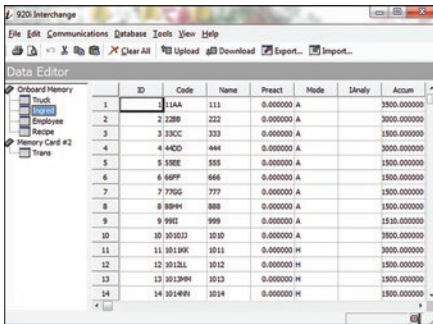 920i Interchange
File Edit Communications Database Tools View Help
Clear All Upload Download Export... Import...
Data Editor
Onboard Memory
Truck
Ingred
Employee
Recipe
Memory Card #2
Trans
ID Code Name Preact Mode IAnaly Accum
1 1 11AA 111 0.000000 A 3500.000000
2 2 22BB 222 0.000000 A 3000.000000
3 3 33CC 333 0.000000 A 1500.000000
4 4 44DD 444 0.000000 A 3000.000000
5 5 55EE 555 0.000000 A 1500.000000
6 6 66FF 666 0.000000 A 1500.000000
7 7 77GG 777 0.000000 A 1500.000000
8 8 88HH 888 0.000000 A 1500.000000
9 9 99II 999 0.000000 A 1510.000000
10 10 1010JJ 1010 0.000000 A 3500.000000
11 11 1011KK 1011 0.000000 H 3000.000000
12 12 1012LL 1012 0.000000 H 1500.000000
13 13 1013MM 1013 0.000000 H 1500.000000
14 14 1014NN 1014 0.000000 H 1500.000000